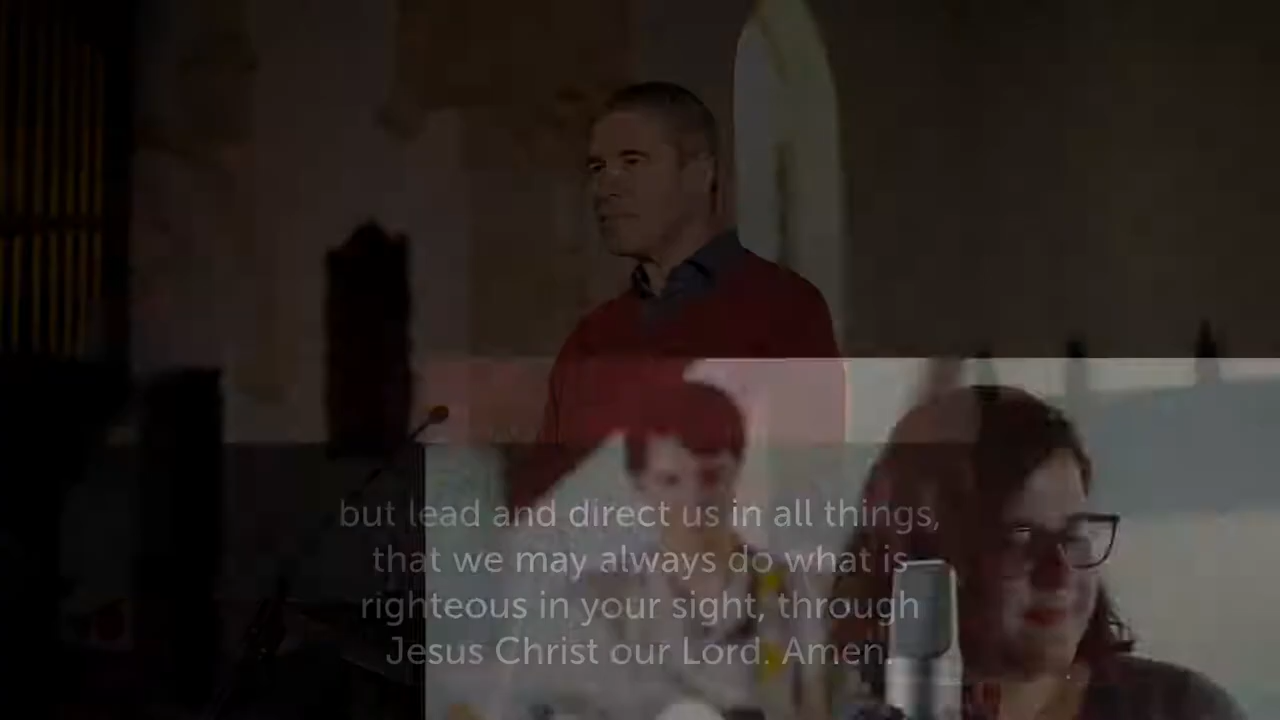 but lead and direct us in all things,
that we may always do what is
righteous in your sight, through
Jesus Christ our Lord. Amen.